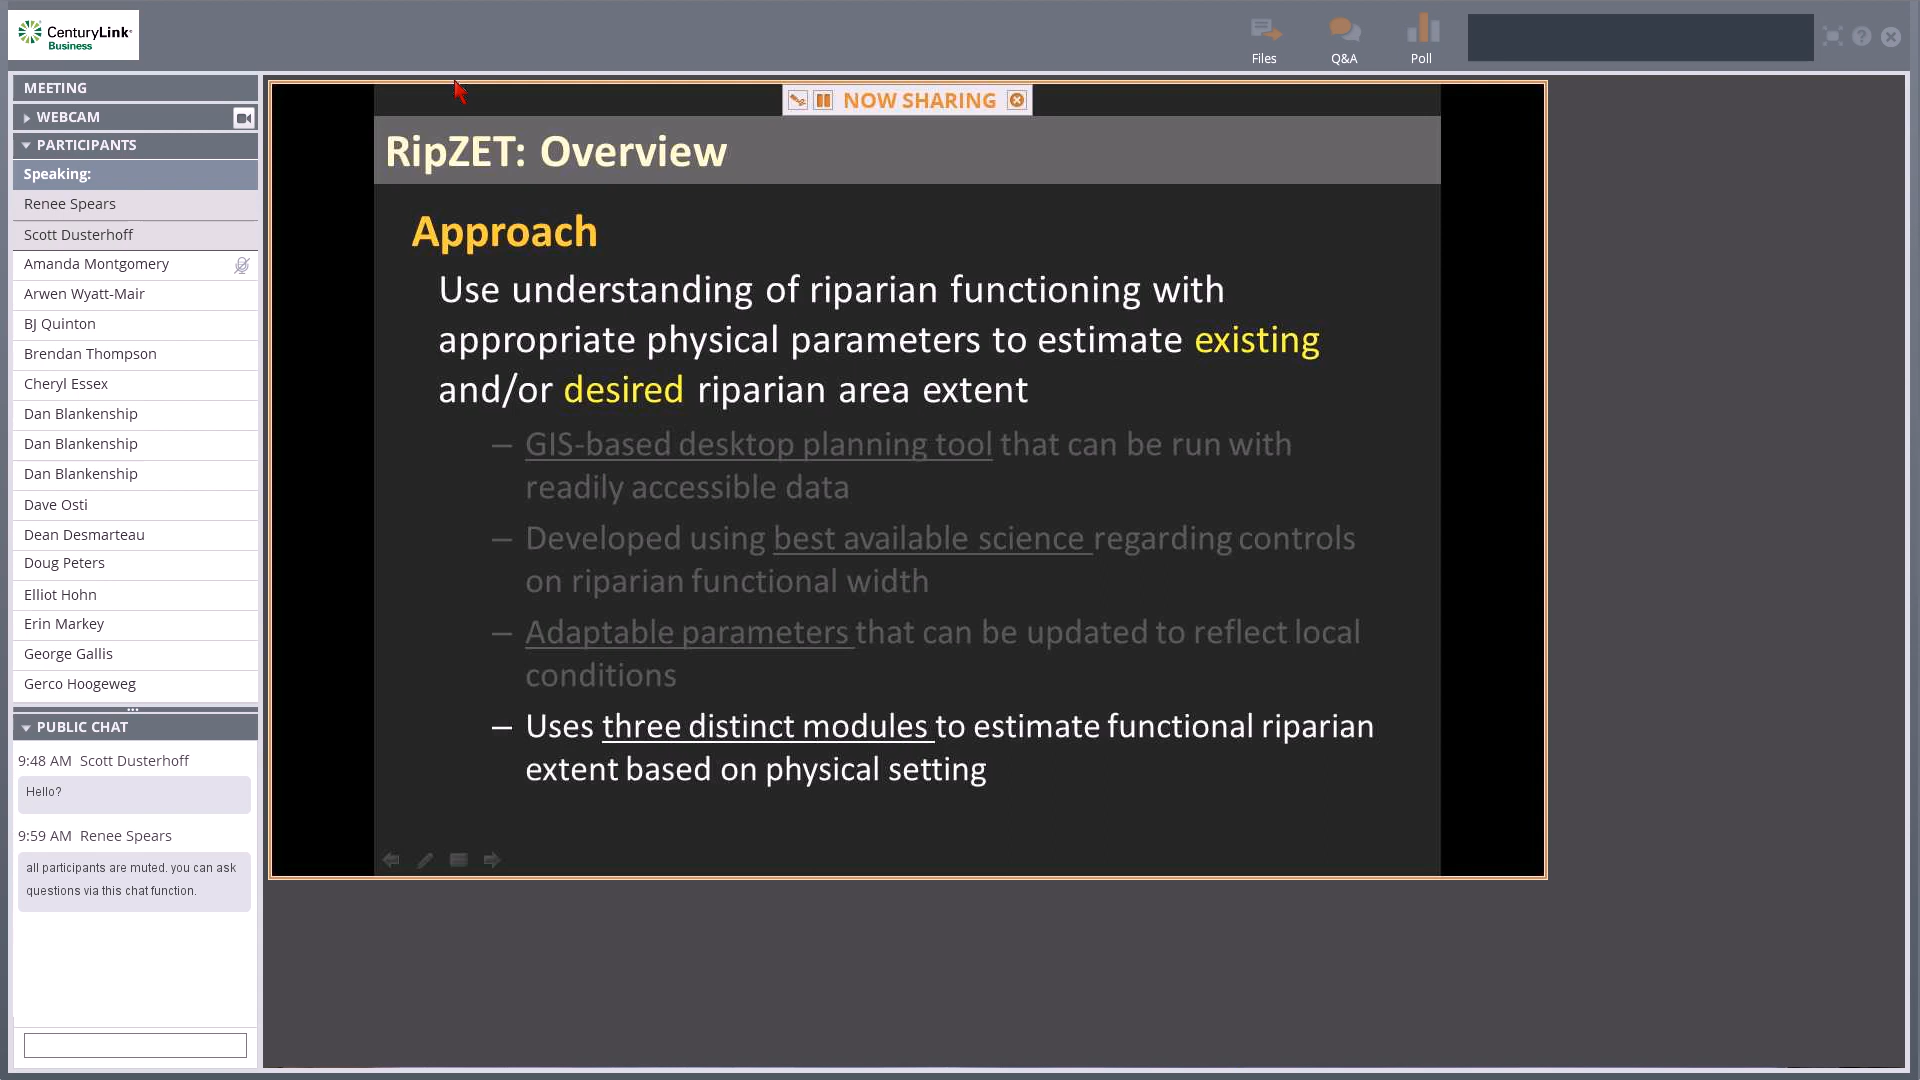 CenturyLink
Business
Files
Q&A
Poll
MEETING
WEBCAM
PARTICIPANTS
Speaking:
Renee Spears
Scott Dusterhoff
Amanda Montgomery
Arwen Wyatt-Mair
BJ Quinton
Brendan Thompson
Cheryl Essex
Dan Blankenship
Dan Blankenship
Dan Blankenship
Dave Osti
Dean Desmarteau
Doug Peters
Elliot Hohn
Erin Markey
George Gallis
Gerco Hoogeweg
PUBLIC CHAT
9:48 AM Scott Dusterhoff
Hello?
9:59 AM Renee Spears
all participants are muted. you can ask
questions via this chat function.
NOW SHARING
RipZET: Overview
Approach
Use understanding of riparian functioning with
appropriate physical parameters to estimate existing
and/or desired riparian area extent
– GIS-based desktop planning tool that can be run with
readily accessible data
– Developed using best available science regarding controls
on riparian functional width
– Adaptable parameters that can be updated to reflect local
conditions
– Uses three distinct modules to estimate functional riparian
extent based on physical setting